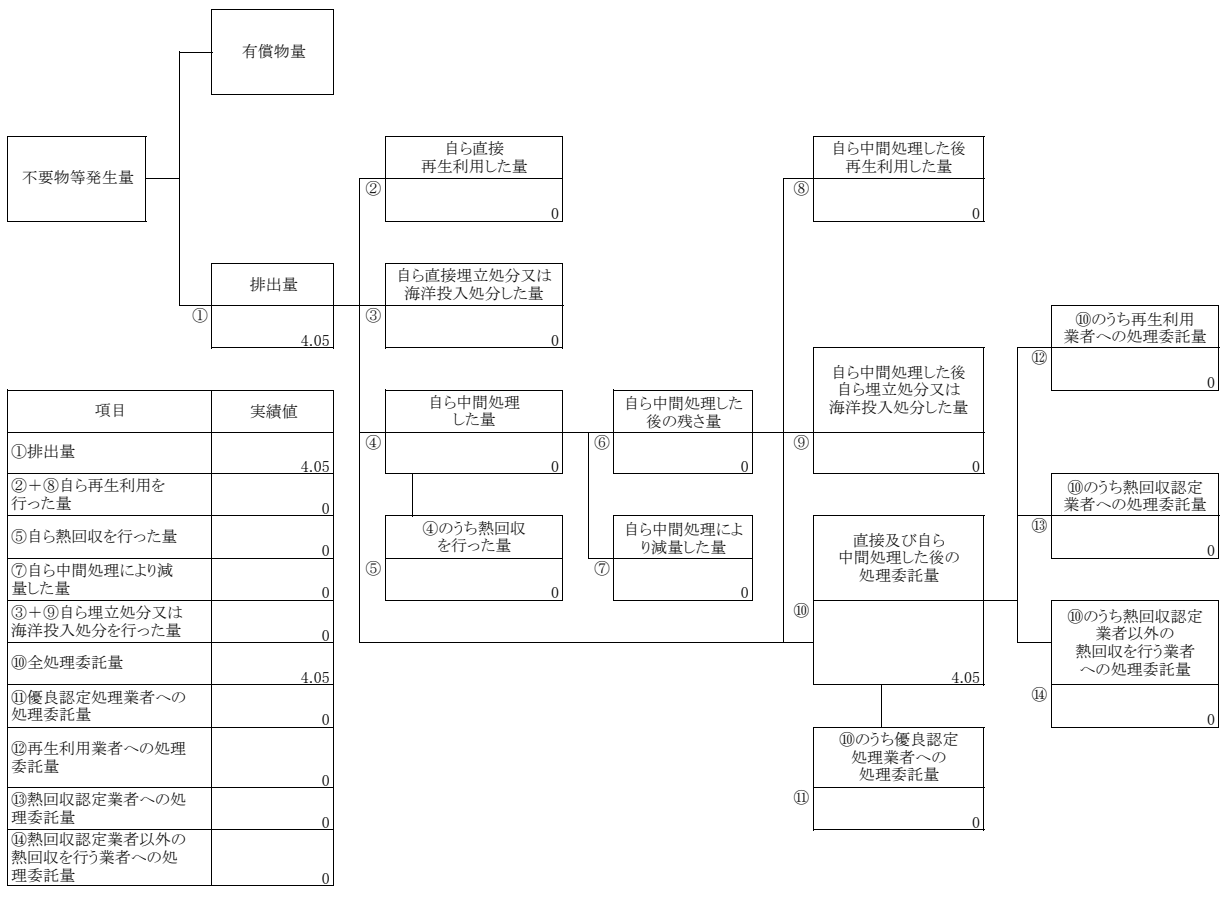 有償物量
不要物等発生量
排出量
①
4.05
自ら直接
再生利用した量
②
0
自ら直接埋立処分又は
海洋投入処分した量
③
0
自ら中間処理
した量
④
0
④のうち熱回収
を行った量
⑤
0
自ら中間処理した
後の残さ量
⑥
0
自ら中間処理によ
り減量した量
⑦
0
自ら中間処理した後
再生利用した量
⑧
0
自ら中間処理した後
自ら埋立処分又は
海洋投入処分した量
⑨
0
直接及び自ら
中間処理した後の
処理委託量
⑩
4.05
⑩のうち優良認定
処理業者への
処理委託量
⑪
0
⑩のうち再生利用
業者への処理委託量
⑫
0
⑩のうち熱回収認定
業者への処理委託量
⑬
0
⑩のうち熱回収認定
業者以外の
熱回収を行う業者
への処理委託量
⑭
0
項目 実績値
①排出量
4.05
②＋⑧自ら再生利用を
行った量
0
⑤自ら熱回収を行った量
0
⑦自ら中間処理により減
量した量
0
③＋⑨自ら埋立処分又は
海洋投入処分を行った量
0
⑩全処理委託量
4.05
⑪優良認定処理業者への
処理委託量
0
⑫再生利用業者への処理
委託量
0
⑬熱回収認定業者への処
理委託量
0
⑭熱回収認定業者以外の
熱回収を行う業者への処
理委託量
0